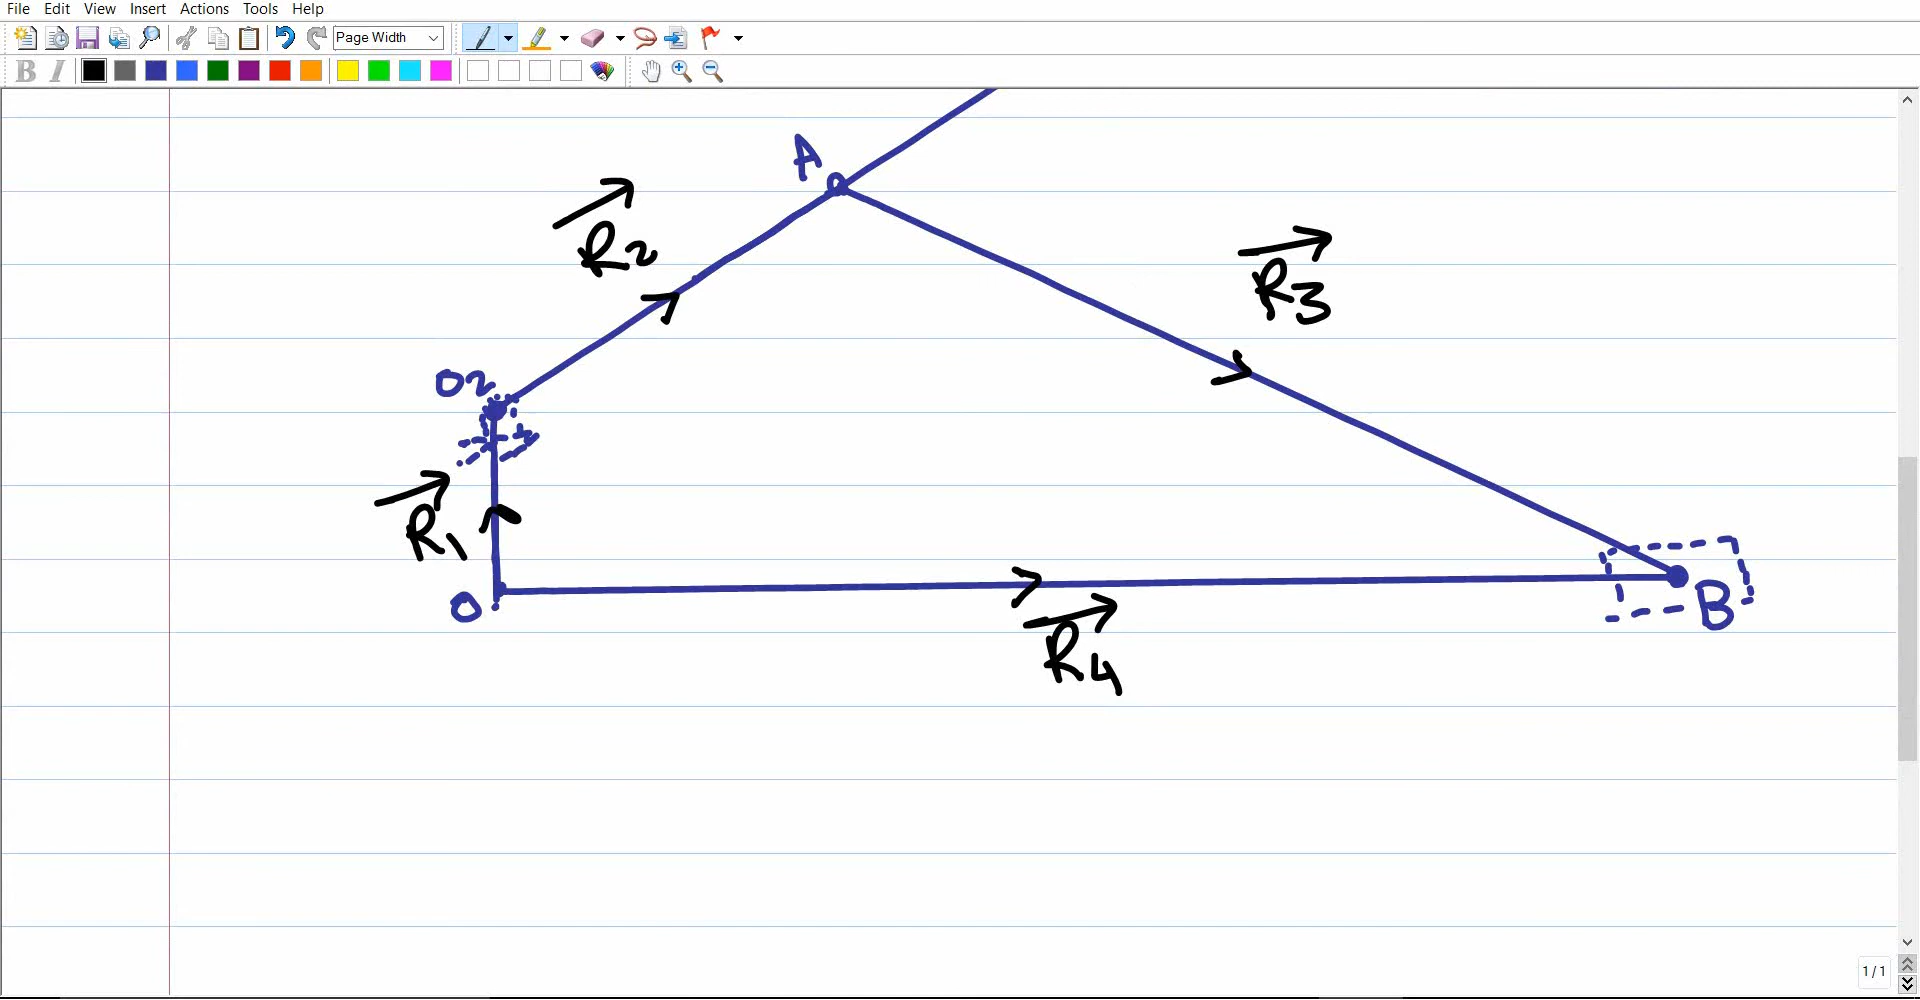 File Edit View Insert Actions Tools Help
Page Width
B I
A
R2
R3
O2
R1
O
B
R4
1 / 1